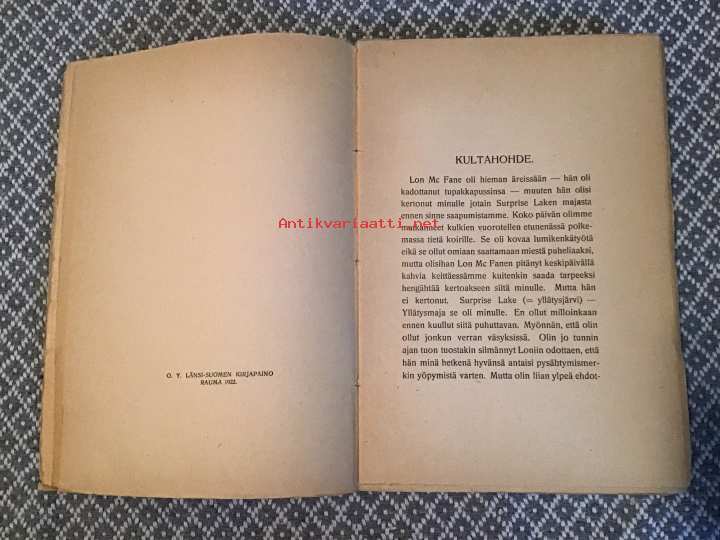 O. Y. LÄNSI-SUOMEN KIRJAPAINO
RAUMA 1922.
Antikvariaatti.net
KULTAHOHDE.
Lon Mc Fane oli hieman äreissään — hän oli
kadottanut tupakkapussinsa — muuten hän olisi
kertonut minulle jotain Surprise Laken majasta
ennen sinne saapumistamme. Koko päivän olimme
matkanneet kulkien vuorotellen etunenässä polke-
massa tietä koirille. Se oli kovaa lumikenkätyötä
eikä se ollut omiaan saattamaan miestä puheliaaksi,
mutta olisihan Lon Mc Fanen pitänyt keskipäivällä
kahvia keittäessämme kuitenkin saada tarpeeksi
hengähtää kertoakseen siitä minulle. Mutta hän
ei kertonut. Surprise Lake (= yllätysjärvi) —
Yllätysmaja se oli minulle. En ollut milloinkaan
ennen kuullut siitä puhuttavan. Myönnän, että olin
ollut jonkun verran väsyksissä. Olin jo tunnin
ajan tuon tuostakin silmännyt Loniin odottaen, että
hän minä hetkenä hyvänsä antaisi pysähtymismer-
kin yöpymistä varten. Mutta olin liian ylpeä ehdot-